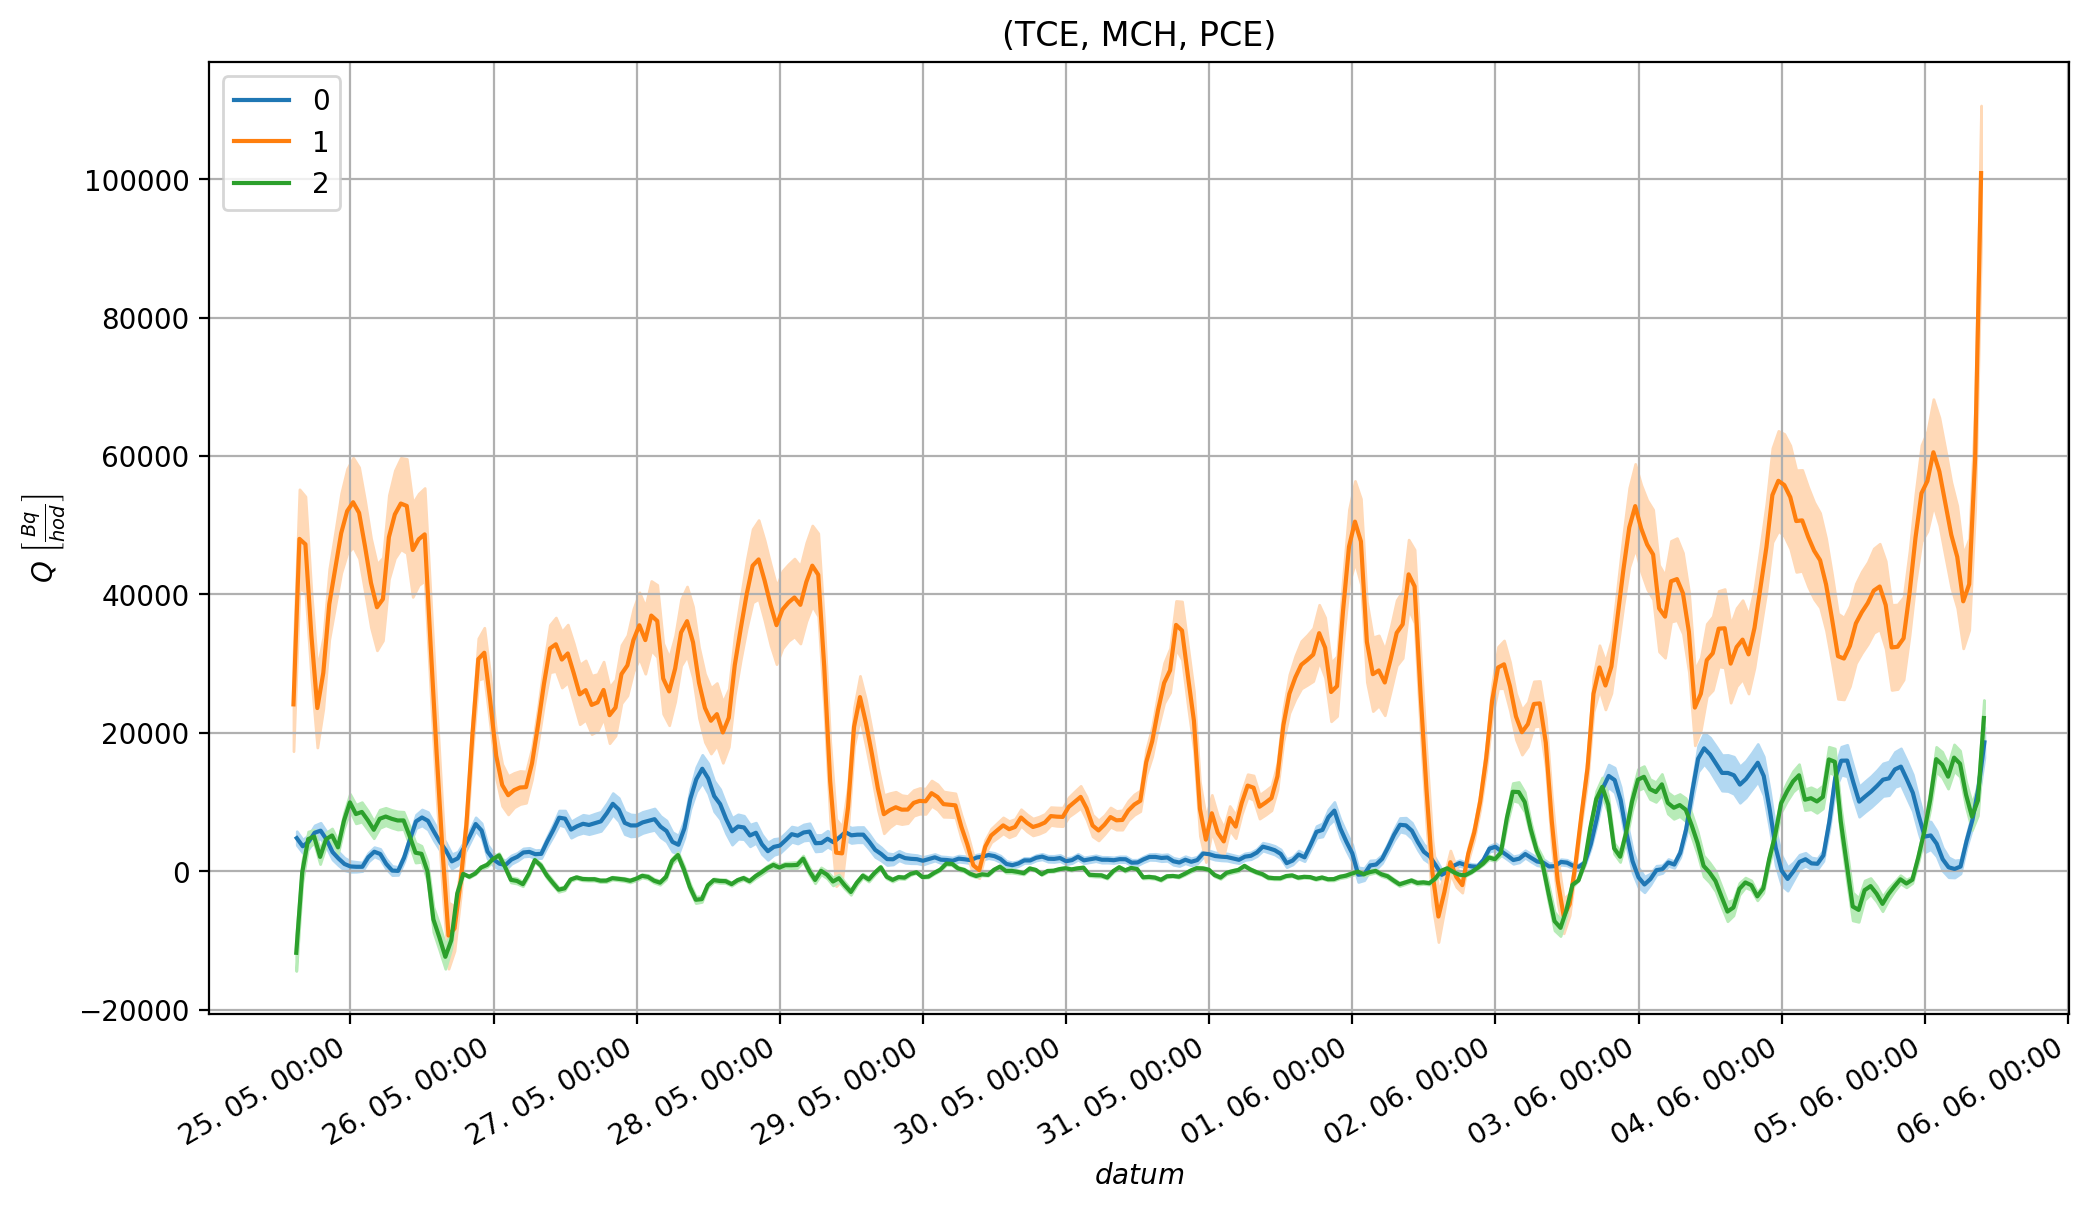 (TCE, MCH, PCE)
0
1
2
100000
80000
60000
40000
20000
0
−20000
Q [Bq/hod]
25. 05. 00:00
26. 05. 00:00
27. 05. 00:00
28. 05. 00:00
29. 05. 00:00
30. 05. 00:00
31. 05. 00:00
01. 06. 00:00
02. 06. 00:00
03. 06. 00:00
04. 06. 00:00
05. 06. 00:00
06. 06. 00:00
datum